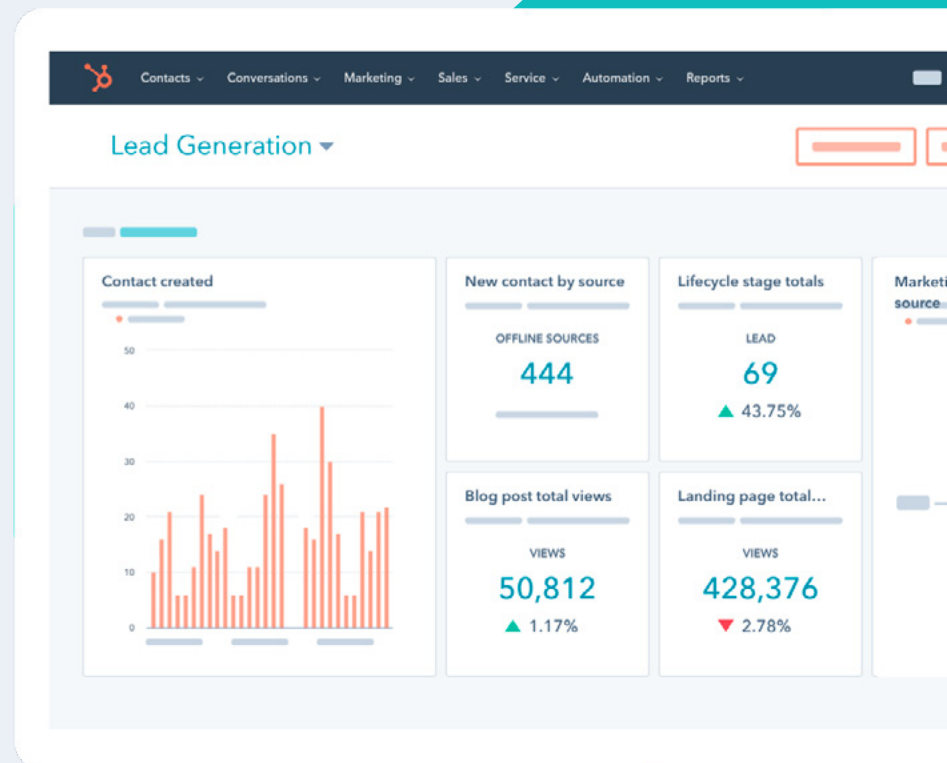 Contacts Conversations Marketing Sales Service Automation Reports
Lead Generation
Contact created
50
40
30
20
10
0
New contact by source
OFFLINE SOURCES
444
Lifecycle stage totals
LEAD
69
43.75%
Marketi
source
Blog post total views
VIEWS
50,812
1.17%
Landing page total...
VIEWS
428,376
2.78%